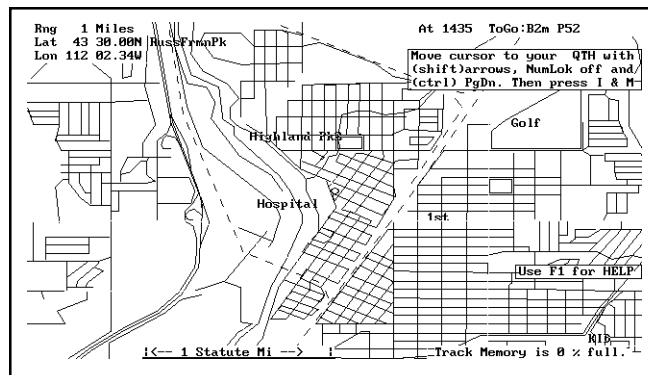 Rng   1 Miles
Lat  43 30.00N
Lon 112 02.34W
RussFrmnPk
At 1435  ToGo:B2m P52
Move cursor to your  QTH with
(shift)arrows, NumLok off and
(ctrl) PgDn. Then press I & M
Golf
Highland Pk$
Hospital
1st.
Use F1 for HELP
KID
|<-- 1 Statute Mi -->  |
Track Memory is 0 % full.